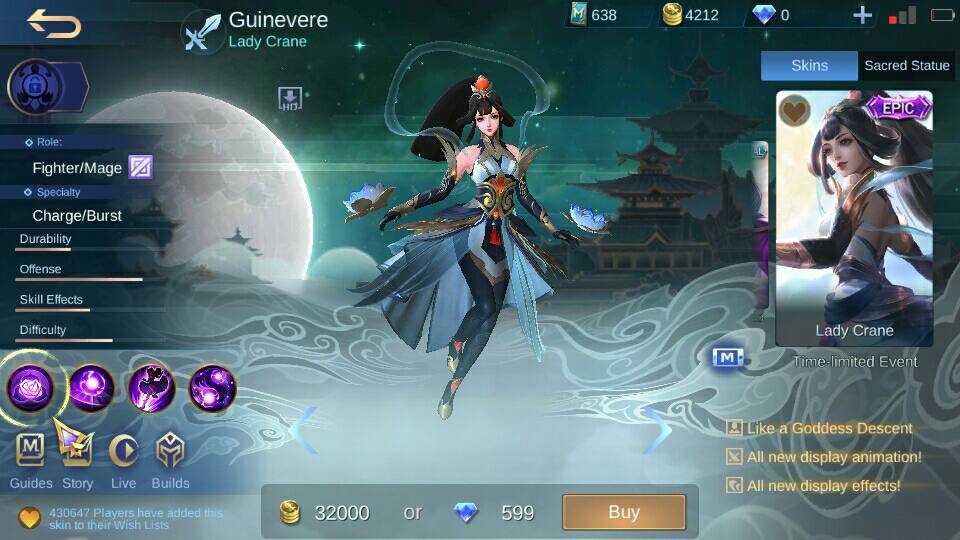 Guinevere
Lady Crane
638
4212
0
Skins
Sacred Statue
HD
EPIC
Role:
Fighter/Mage
Specialty
Charge/Burst
Durability
Offense
Skill Effects
Difficulty
Lady Crane
M
Time-limited Event
Like a Goddess Descent
All new display animation!
All new display effects!
M
Guides
Story
Live
Builds
430647 Players have added this
skin to their Wish Lists
32000 or 599
Buy